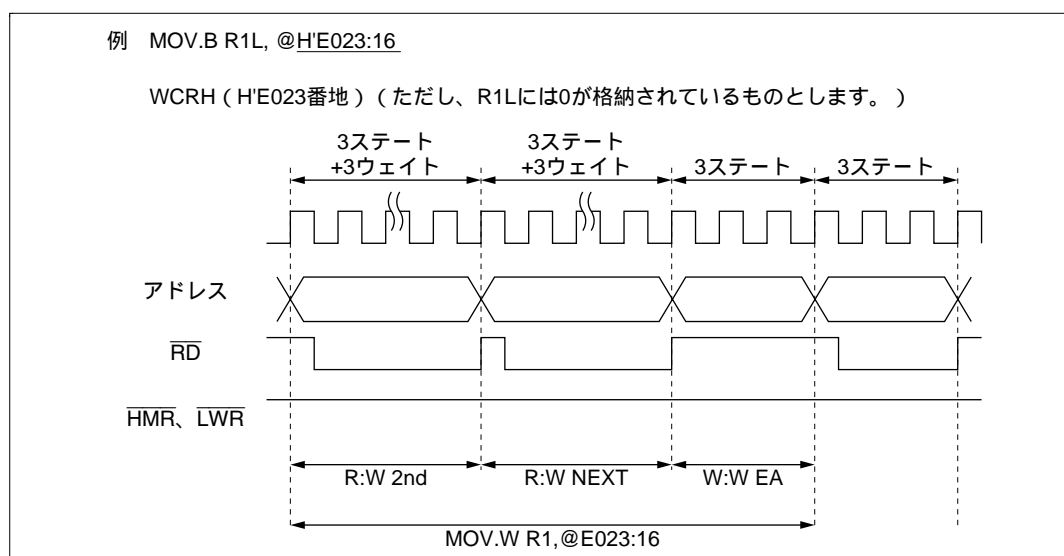 例 MOV.B R1L, @H'E023:16
WCRH(H'E023番地)(ただし、R1Lには0が格納されているものとします。)
3ステート
+3ウェイト
3ステート
+3ウェイト
3ステート
3ステート
アドレス
RD
HMR、LWR
R:W 2nd
R:W NEXT
W:W EA
MOV.W R1,@E023:16